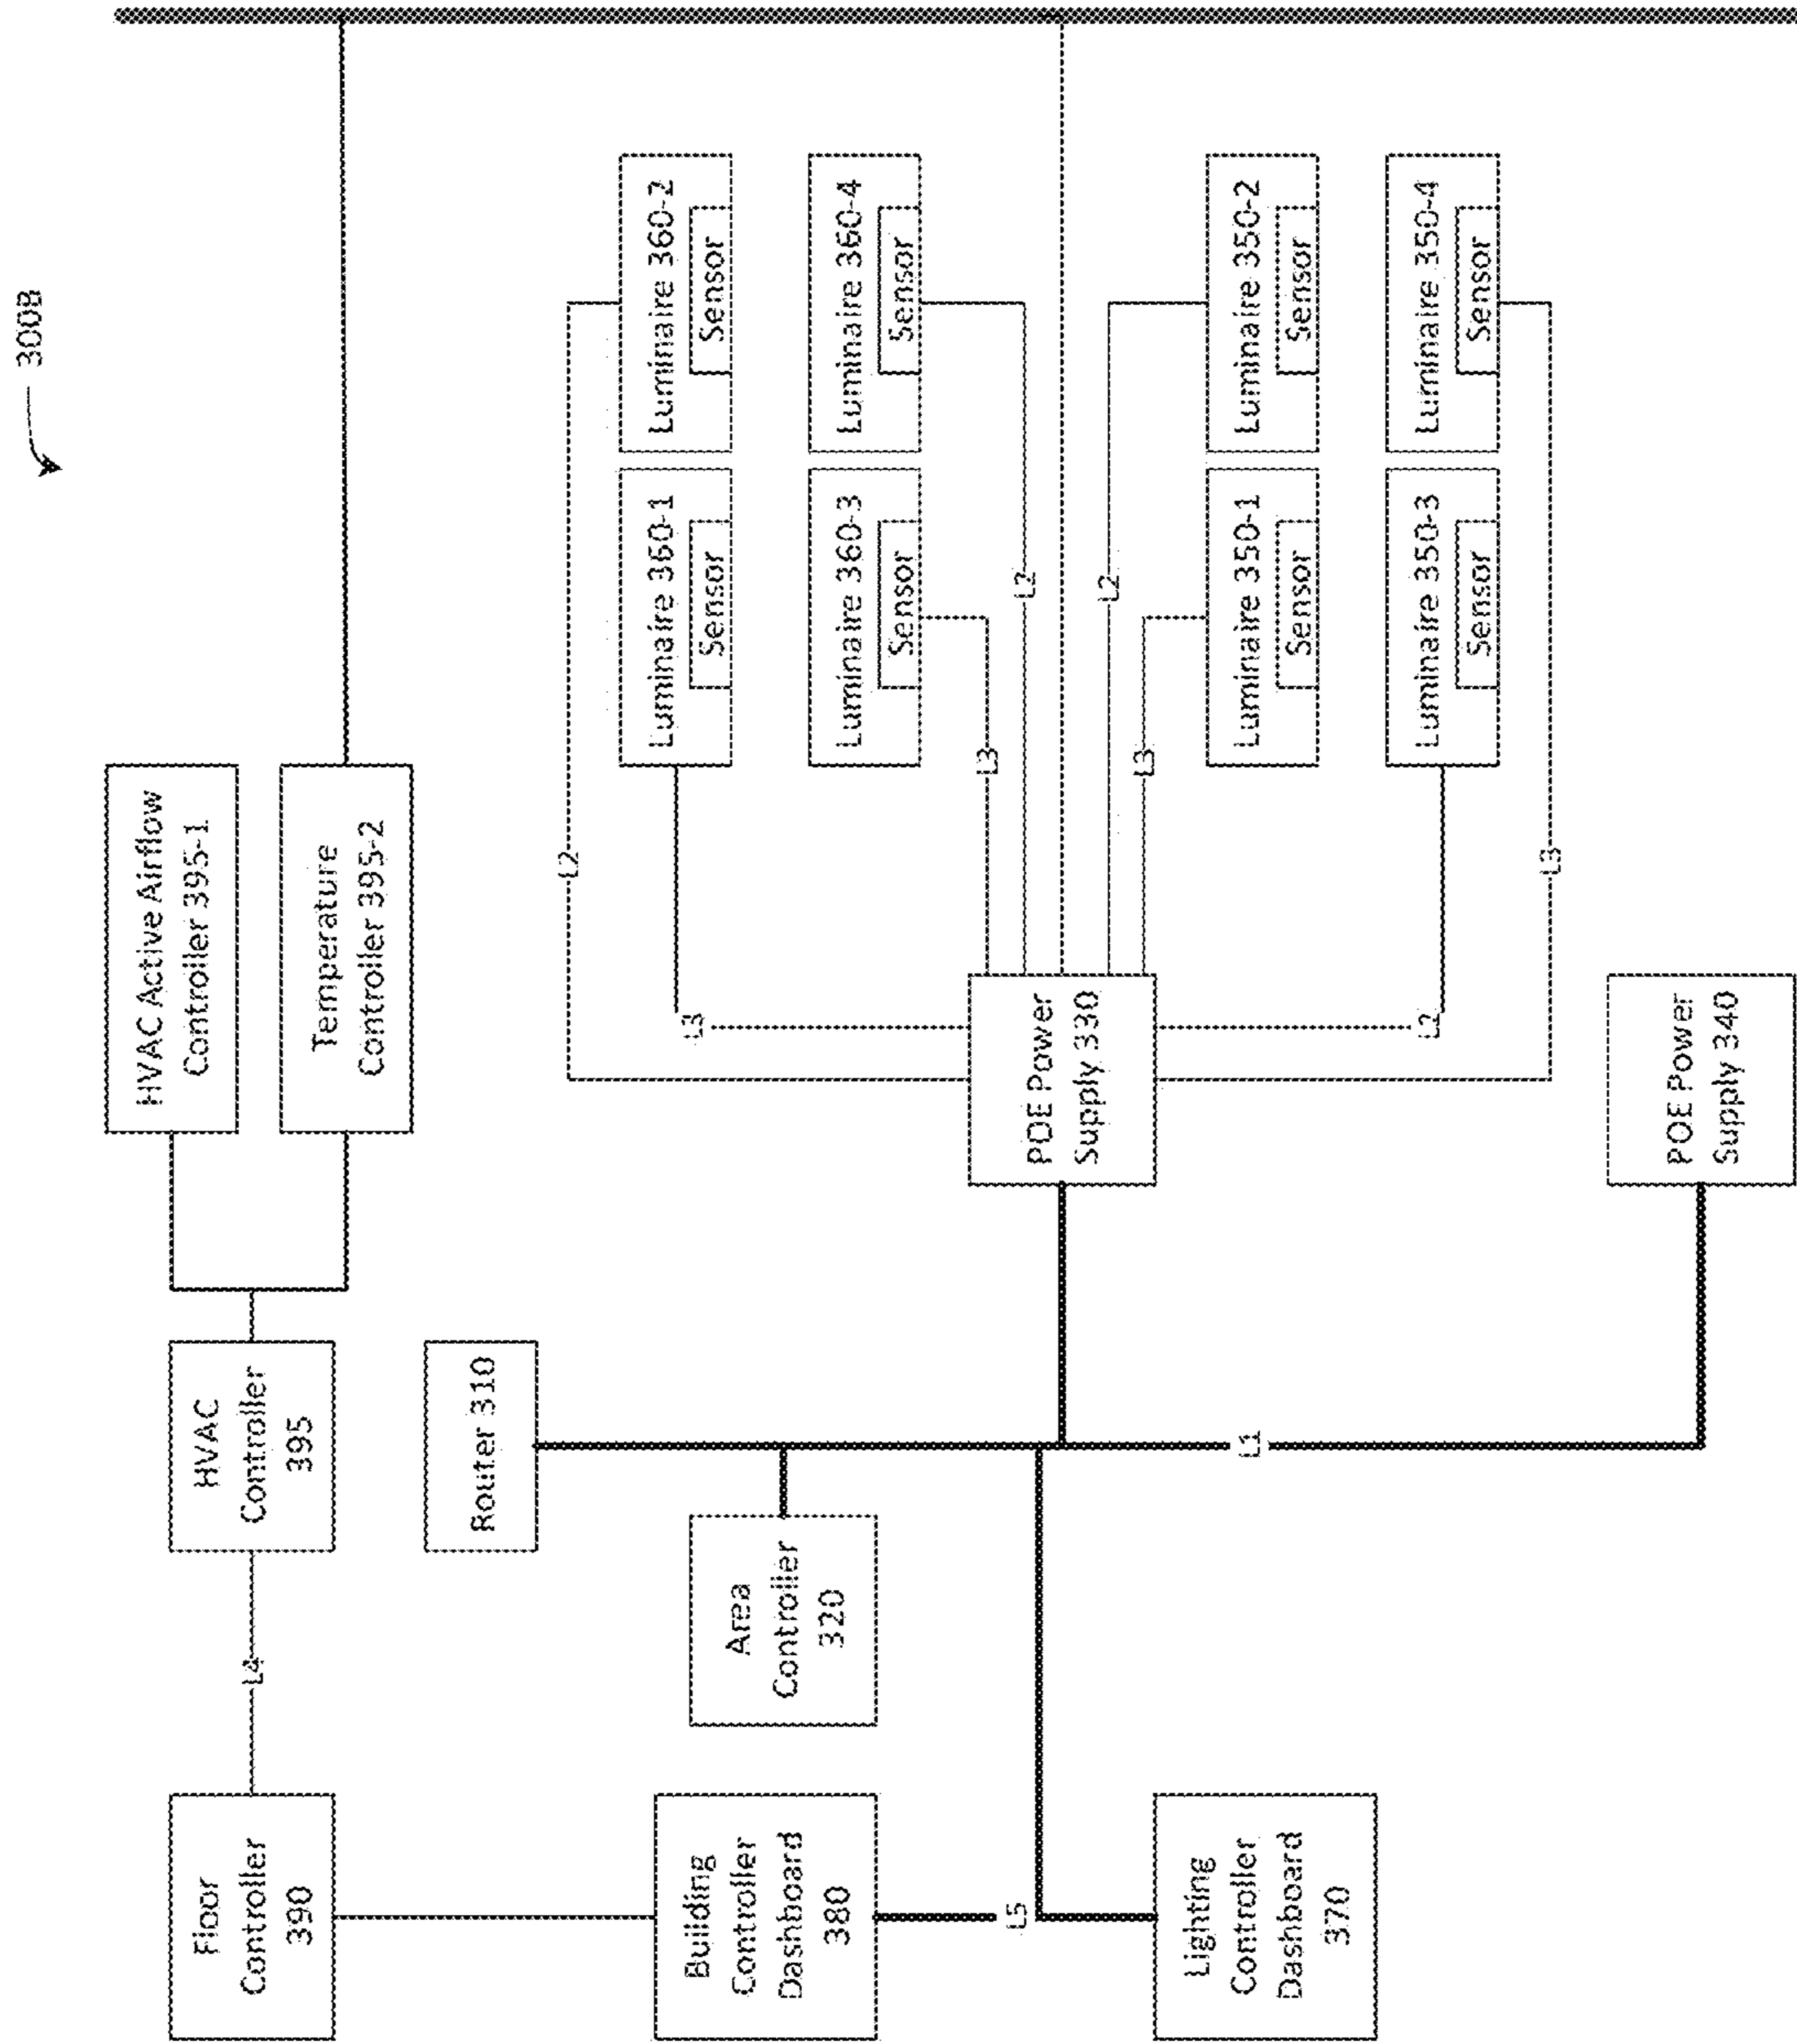 300B
Floor
Controller
390
L4
HVAC
Controller
395
HVAC Active Airflow
Controller 395-1
Temperature
Controller 395-2
Router 310
Building
Controller
Dashboard
380
Area
Controller
320
L5
Lighting
Controller
Dashboard
370
L1
POE Power
Supply 330
POE Power
Supply 340
L2
L3
Luminaire 360-1
Sensor
Luminaire 360-2
Sensor
Luminaire 360-3
Sensor
Luminaire 360-4
Sensor
L3
L2
L2
L3
Luminaire 350-1
Sensor
Luminaire 350-2
Sensor
Luminaire 350-3
Sensor
Luminaire 350-4
Sensor
L2
L3